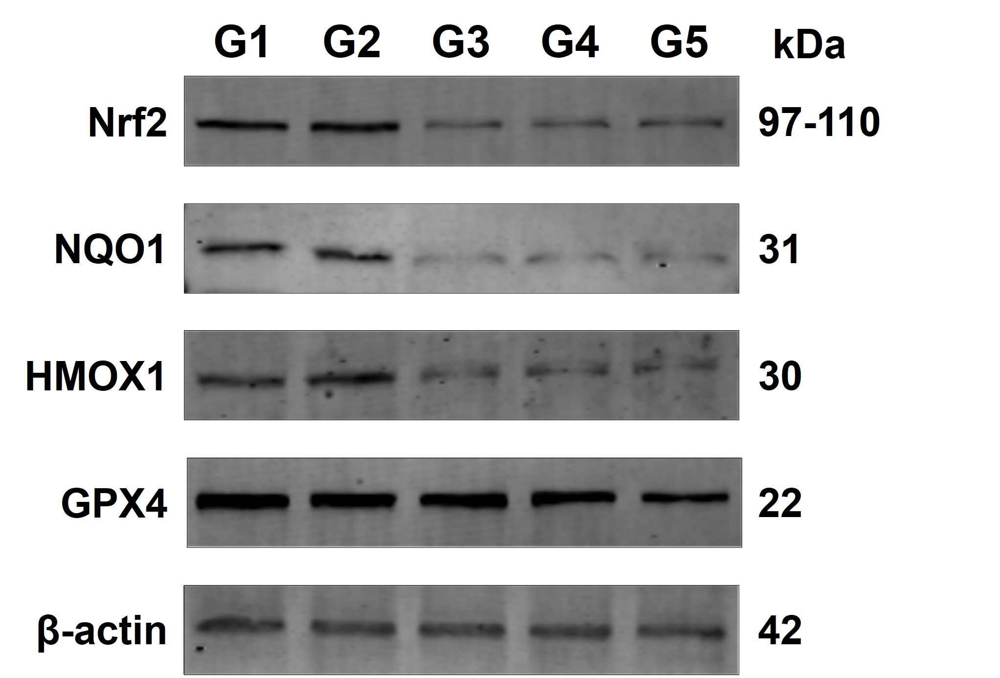 G1 G2 G3 G4 G5 kDa
Nrf2 97-110
NQO1 31
HMOX1 30
GPX4 22
β-actin 42